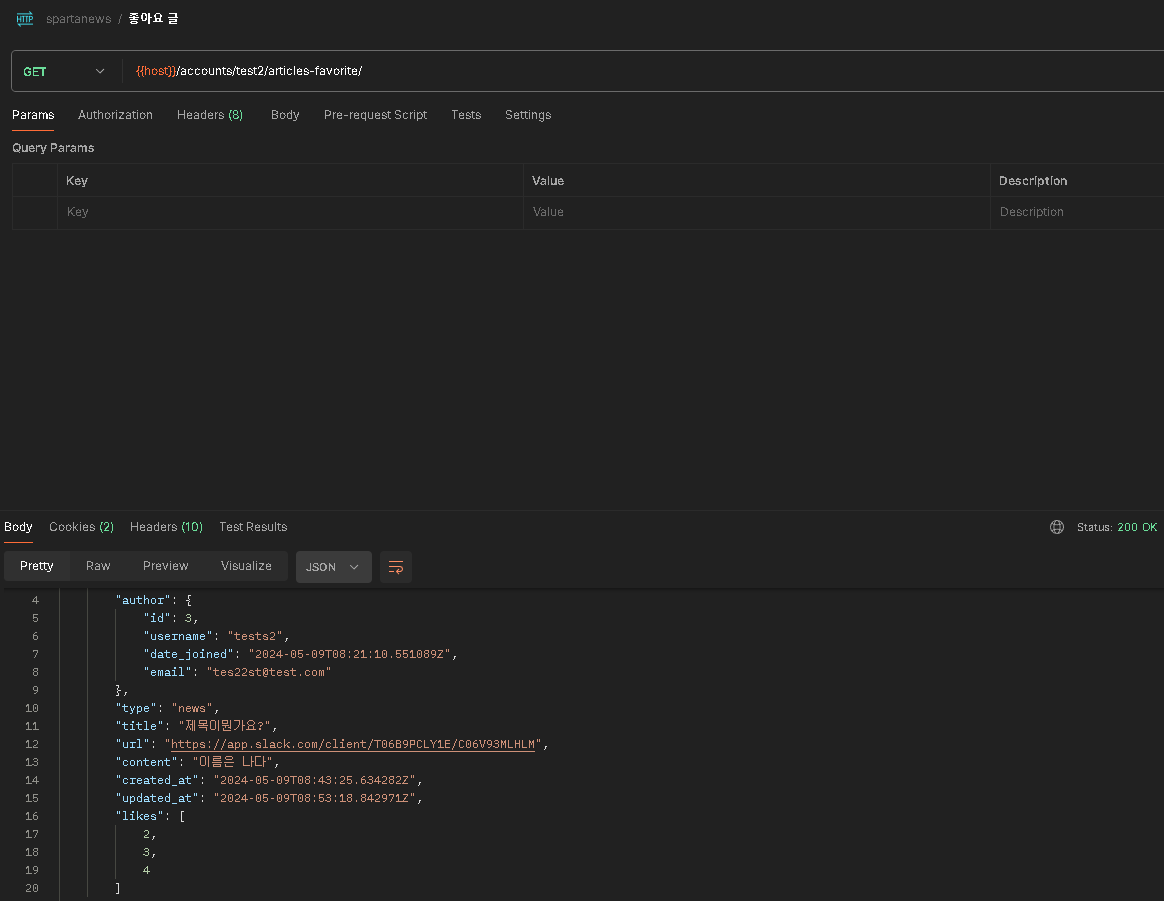 HTTP spartanews / 좋아요 글
GET {{host}}/accounts/test2/articles-favorite/
Params Authorization Headers (8) Body Pre-request Script Tests Settings
Query Params
Key Value Description
Key Value Description
Body Cookies (2) Headers (10) Test Results Status: 200 OK
Pretty Raw Preview Visualize JSON
4 "author": {
5 "id": 3,
6 "username": "tests2",
7 "date_joined": "2024-05-09T08:21:10.551089Z",
8 "email": "tes22st@test.com"
9 },
10 "type": "news",
11 "title": "제목이뭔가요?",
12 "url": "https://app.slack.com/client/T06B9PCLY1E/C06V93MLHLM",
13 "content": "이름은 나다",
14 "created_at": "2024-05-09T08:43:25.634282Z",
15 "updated_at": "2024-05-09T08:53:18.842971Z",
16 "likes": [
17 2,
18 3,
19 4
20 ]